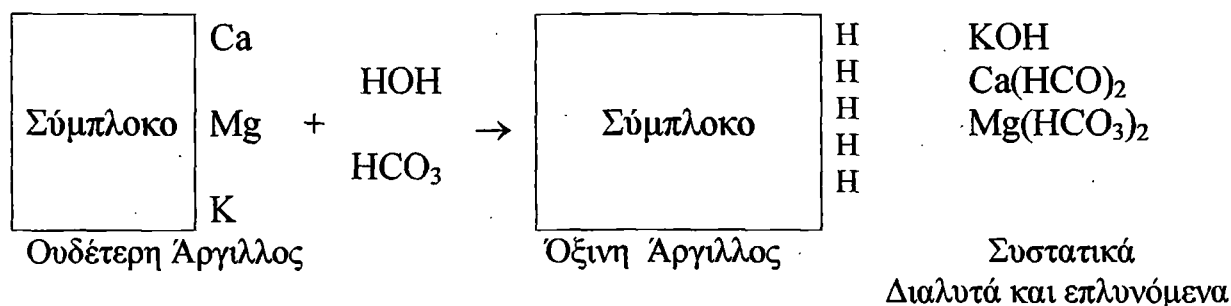 Ca
Σύμπλοκο Mg + HOH HCO₃ → Σύμπλοκο
K
H
H
H
H
H
KOH
Ca(HCO)₂
Mg(HCO₃)₂
Ουδέτερη Άργιλλος
Όξινη Άργιλλος
Συστατικά
Διαλυτά και επλυνόμενα